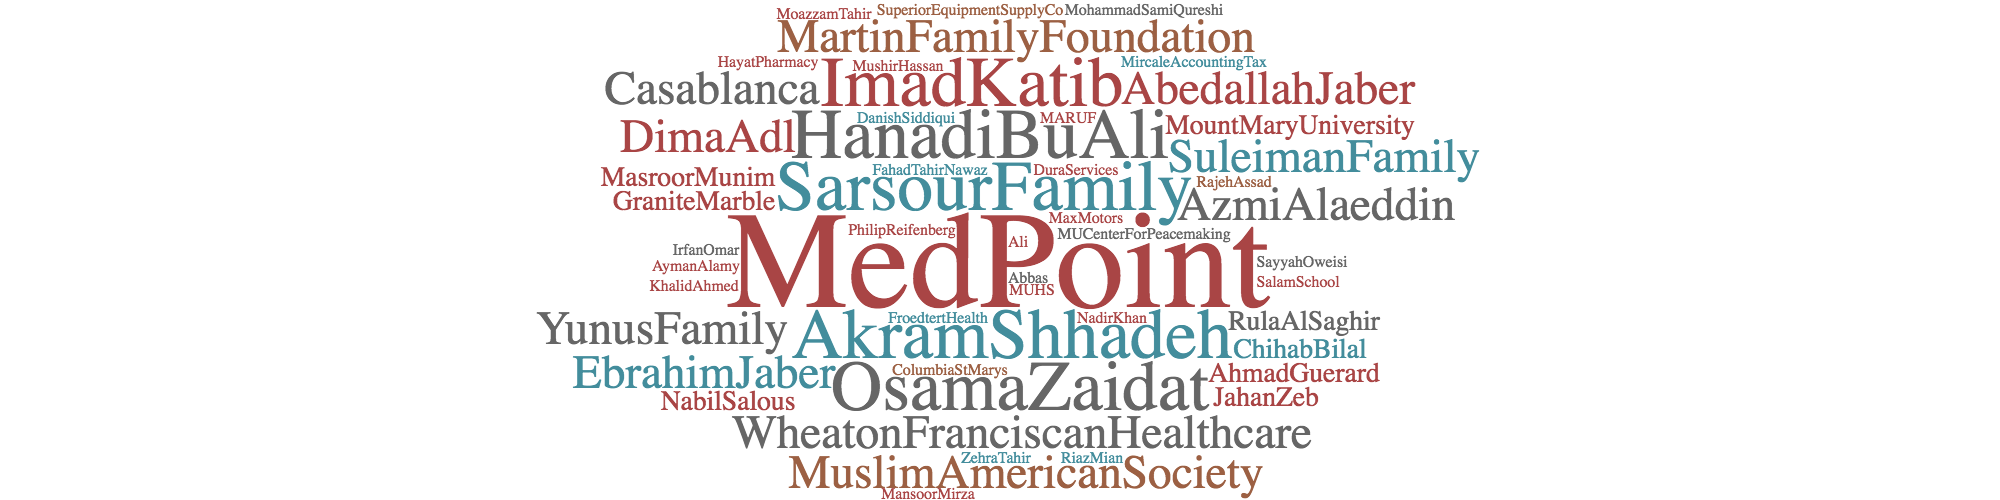 MoazzamTahir SuperiorEquipmentSupplyCo MohammadSamiQureshi
MartinFamilyFoundation
HayatPharmacy MushirHassan MircaleAccountingTax
Casablanca ImadKatib AbedallahJaber
DanishSiddiqui MARUF
DimaAdl HanadiBuAli MountMaryUniversity
SuleimanFamily
FahadTahirNawaz DuraServices
MasroorMunim SarsourFamily RajehAssad
GraniteMarble AzmiAlaeddin
MaxMotors
PhilipReifenberg Ali MUCenterForPeacemaking
IrfanOmar MedPoint SayyahOweisi
AymanAlamy Abbas
KhalidAhmed MUHS SalamSchool
FroedtertHealth NadirKhan
YunusFamily AkramShhadeh RulaAlSaghir
ChihabBilal
EbrahimJaber ColumbiaStMarys AhmadGuerard
NabilSalous OsamaZaidat JahanZeb
WheatonFranciscanHealthcare
ZehraTahir RiazMian
MuslimAmericanSociety
MansoorMirza